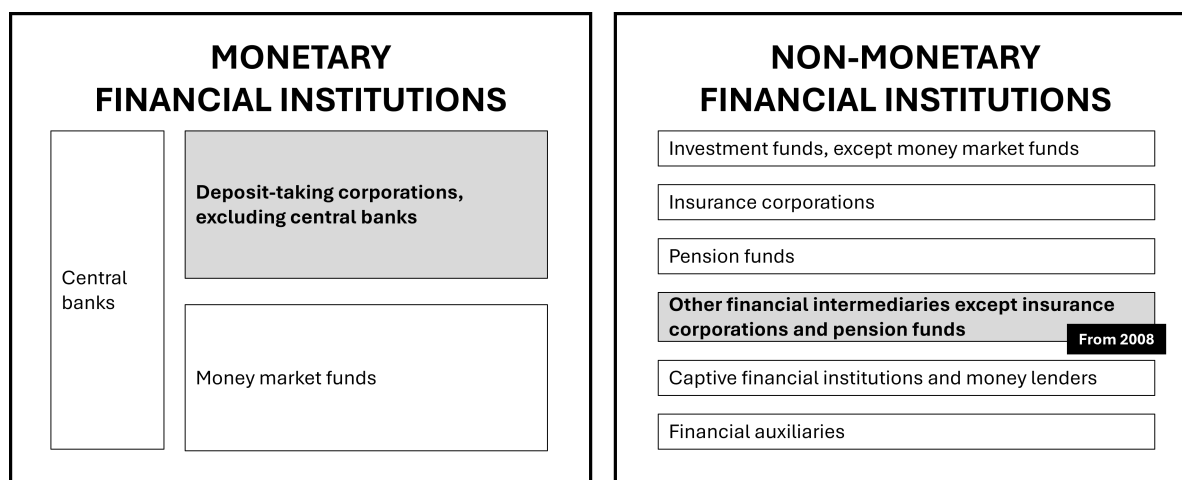 MONETARY
FINANCIAL INSTITUTIONS
Central
banks
Deposit-taking corporations,
excluding central banks
Money market funds
NON-MONETARY
FINANCIAL INSTITUTIONS
Investment funds, except money market funds
Insurance corporations
Pension funds
Other financial intermediaries except insurance
corporations and pension funds
From 2008
Captive financial institutions and money lenders
Financial auxiliaries